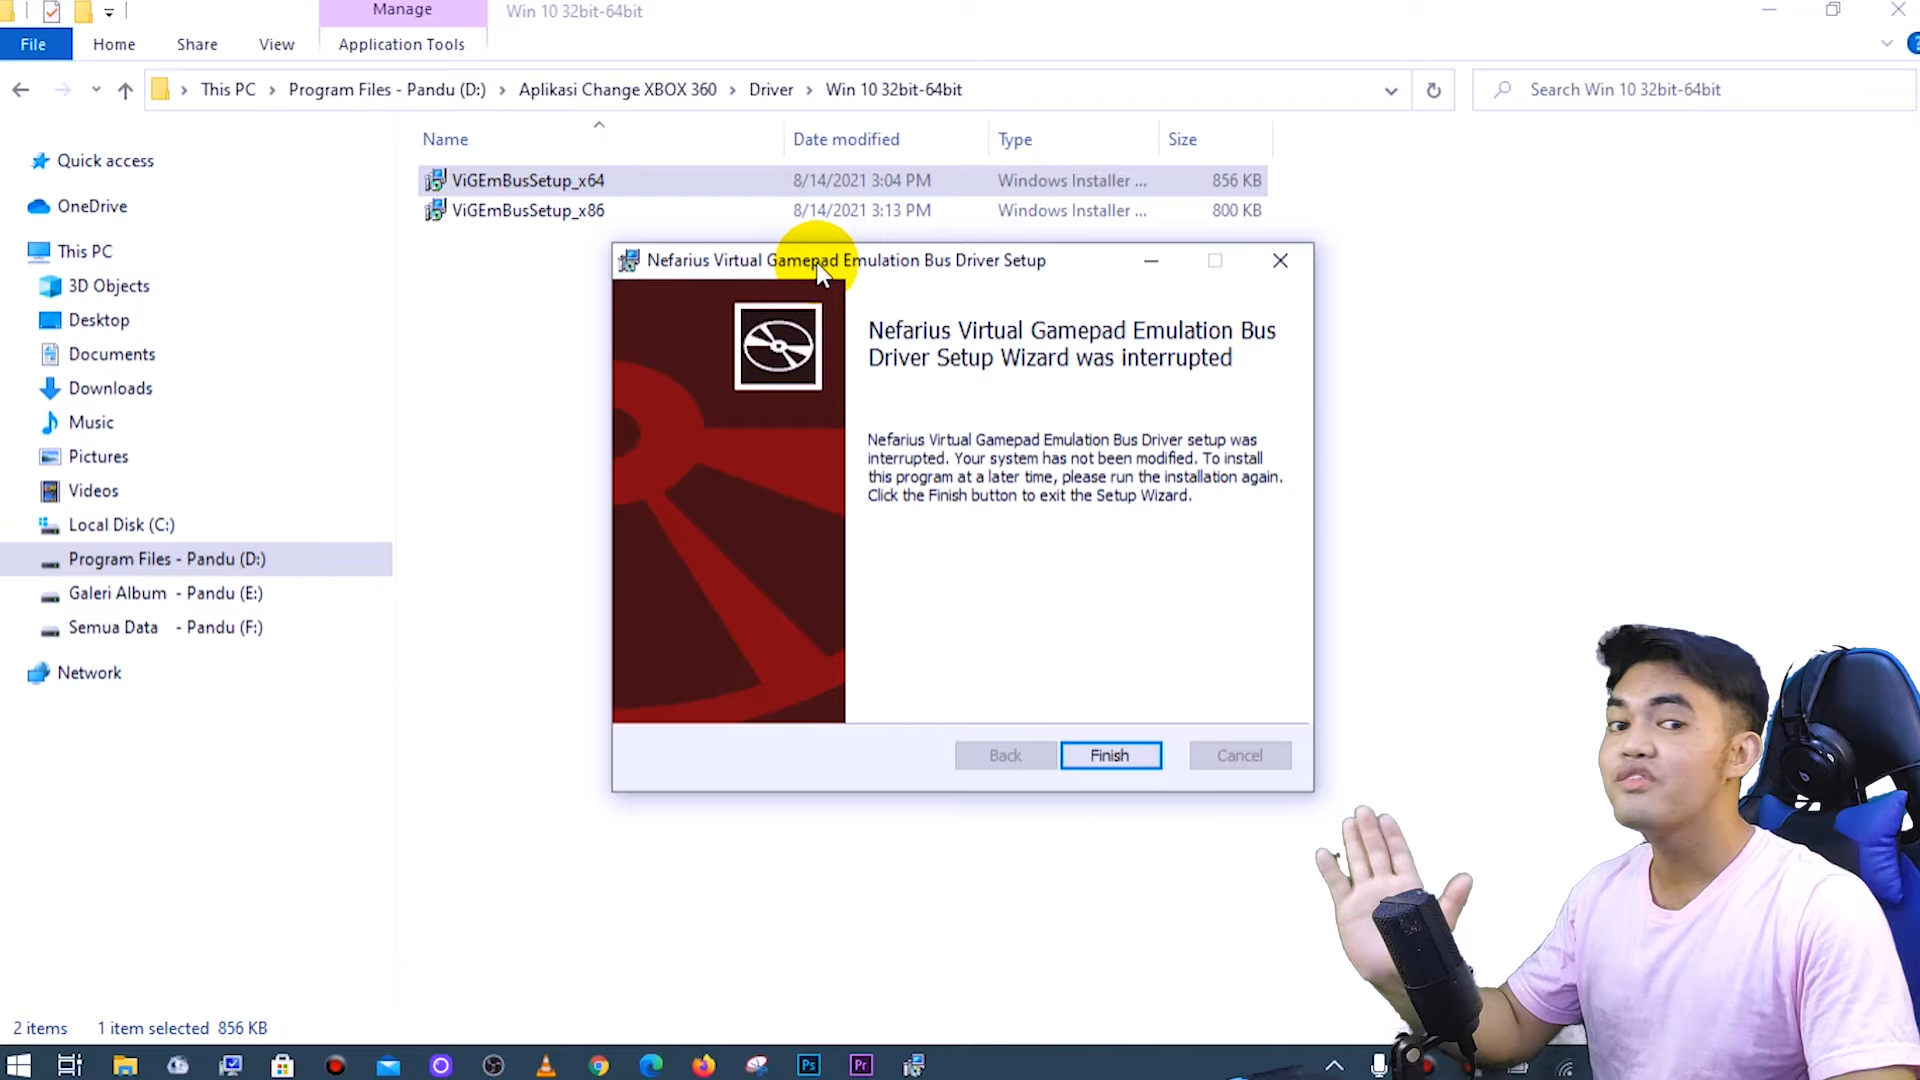 Manage
Win 10 32bit-64bit
File
Home
Share
View
Application Tools
This PC
Program Files - Pandu (D:)
Aplikasi Change XBOX 360
Driver
Win 10 32bit-64bit
Search Win 10 32bit-64bit
Name
Date modified
Type
Size
ViGEmBusSetup_x64
8/14/2021 3:04 PM
Windows Installer ...
856 KB
ViGEmBusSetup_x86
8/14/2021 3:13 PM
Windows Installer ...
800 KB
Quick access
OneDrive
This PC
3D Objects
Desktop
Documents
Downloads
Music
Pictures
Videos
Local Disk (C:)
Program Files - Pandu (D:)
Galeri Album - Pandu (E:)
Semua Data - Pandu (F:)
Network
Nefarius Virtual Gamepad Emulation Bus Driver Setup
Nefarius Virtual Gamepad Emulation Bus
Driver Setup Wizard was interrupted
Nefarius Virtual Gamepad Emulation Bus Driver setup was
interrupted. Your system has not been modified. To install
this program at a later time, please run the installation again.
Click the Finish button to exit the Setup Wizard.
Back
Finish
Cancel
2 items
1 item selected 856 KB
Ps
Pr